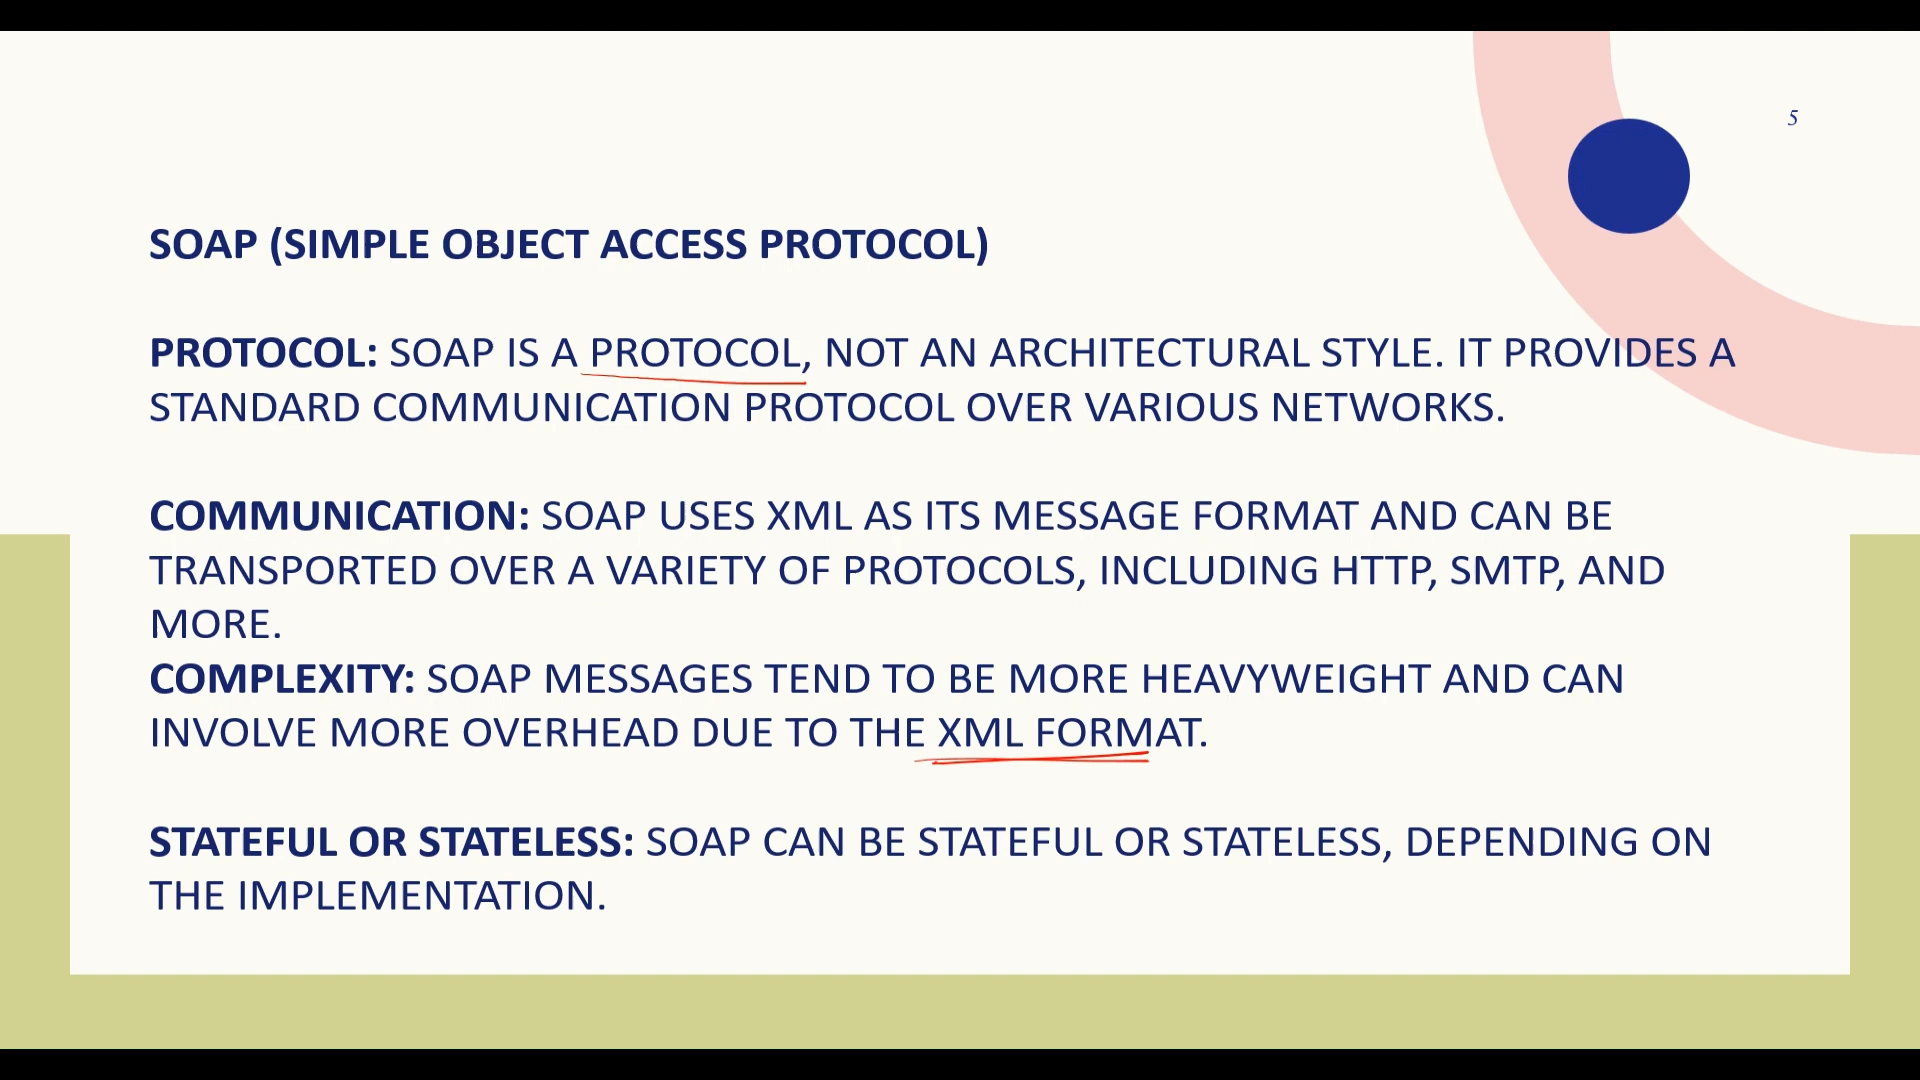 5
SOAP (SIMPLE OBJECT ACCESS PROTOCOL)
PROTOCOL: SOAP IS A PROTOCOL, NOT AN ARCHITECTURAL STYLE. IT PROVIDES A
STANDARD COMMUNICATION PROTOCOL OVER VARIOUS NETWORKS.
COMMUNICATION: SOAP USES XML AS ITS MESSAGE FORMAT AND CAN BE
TRANSPORTED OVER A VARIETY OF PROTOCOLS, INCLUDING HTTP, SMTP, AND
MORE.
COMPLEXITY: SOAP MESSAGES TEND TO BE MORE HEAVYWEIGHT AND CAN
INVOLVE MORE OVERHEAD DUE TO THE XML FORMAT.
STATEFUL OR STATELESS: SOAP CAN BE STATEFUL OR STATELESS, DEPENDING ON
THE IMPLEMENTATION.